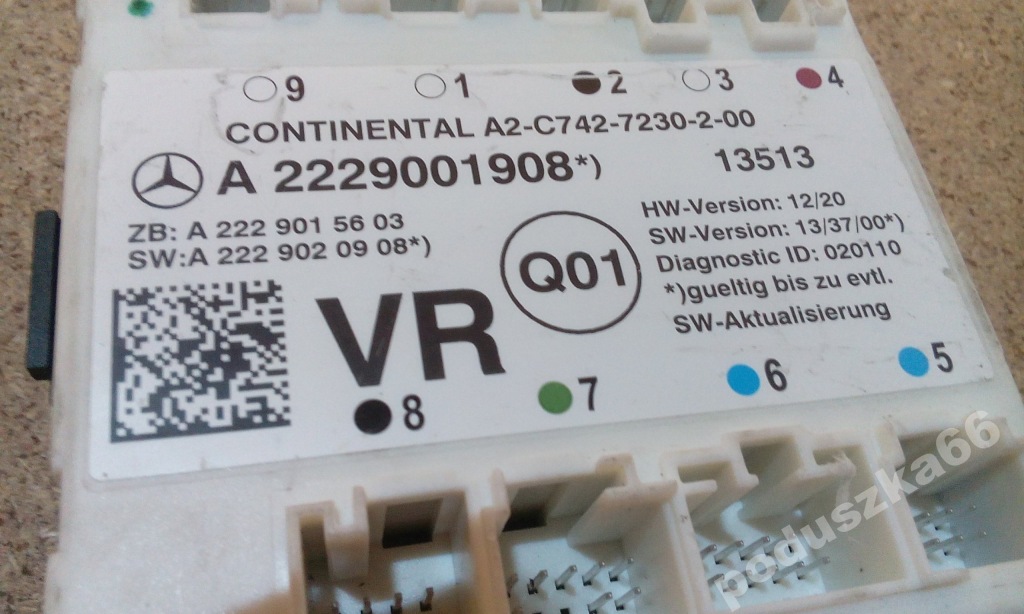 9 1 2 3 4
CONTINENTAL A2-C742-7230-2-00
A 2229001908*) 13513
ZB: A 222 901 56 03
SW:A 222 902 09 08*)
HW-Version: 12/20
SW-Version: 13/37/00*)
Diagnostic ID: 020110
*)gueltig bis zu evtl.
SW-Aktualisierung
Q01
VR
8 7 6 5
poduszka66